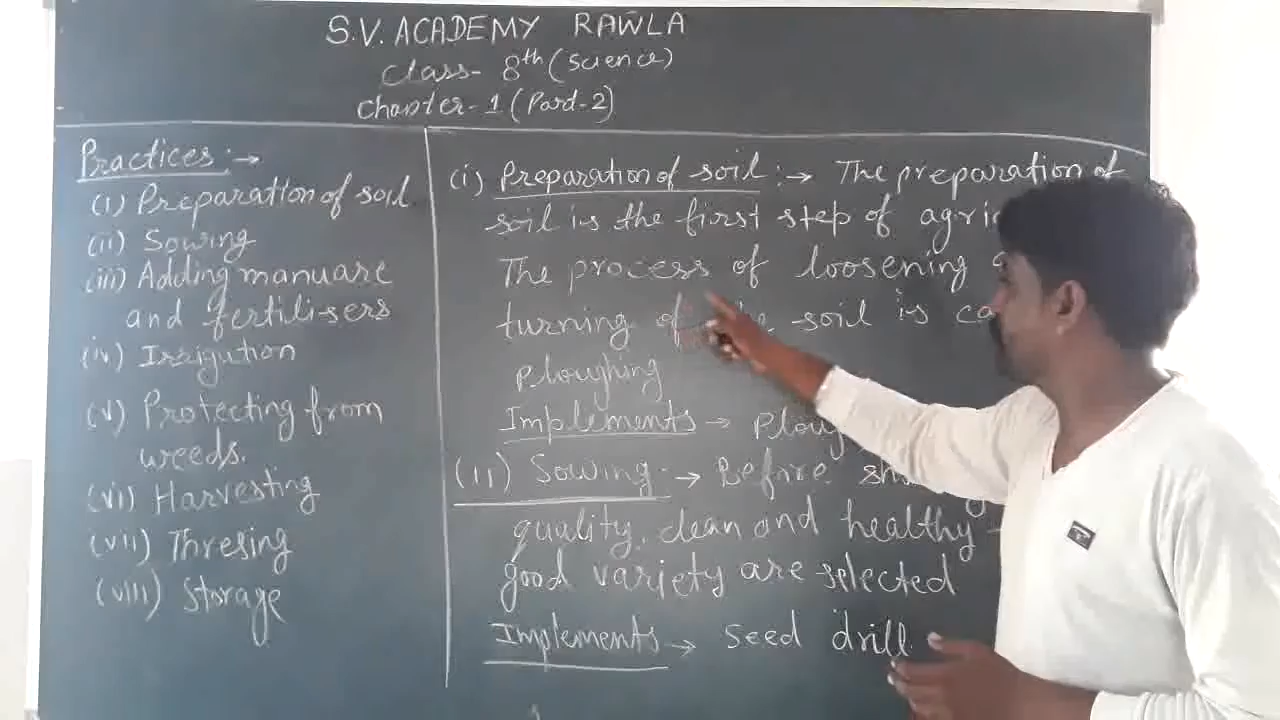 S.V. ACADEMY RAWLA
Class- 8th (Science)
Chapter-1 (Part-2)
Practices:→
(i) Preparation of soil
(ii) Sowing
(iii) Adding manuare
and fertilisers
(iv) Irrigution
(v) Protecting from
weeds.
(vii) Harvesting
(vii) Thresing
(viii) Storage
(i) Preparation of soil :→ The preparation of
soil is the first step of
The process of loosening
turning of the soil is
ploughing
Implements →
(ii) Sowing → Before
quality, clean and healthy
good variety are selected
Implements → Seed drill